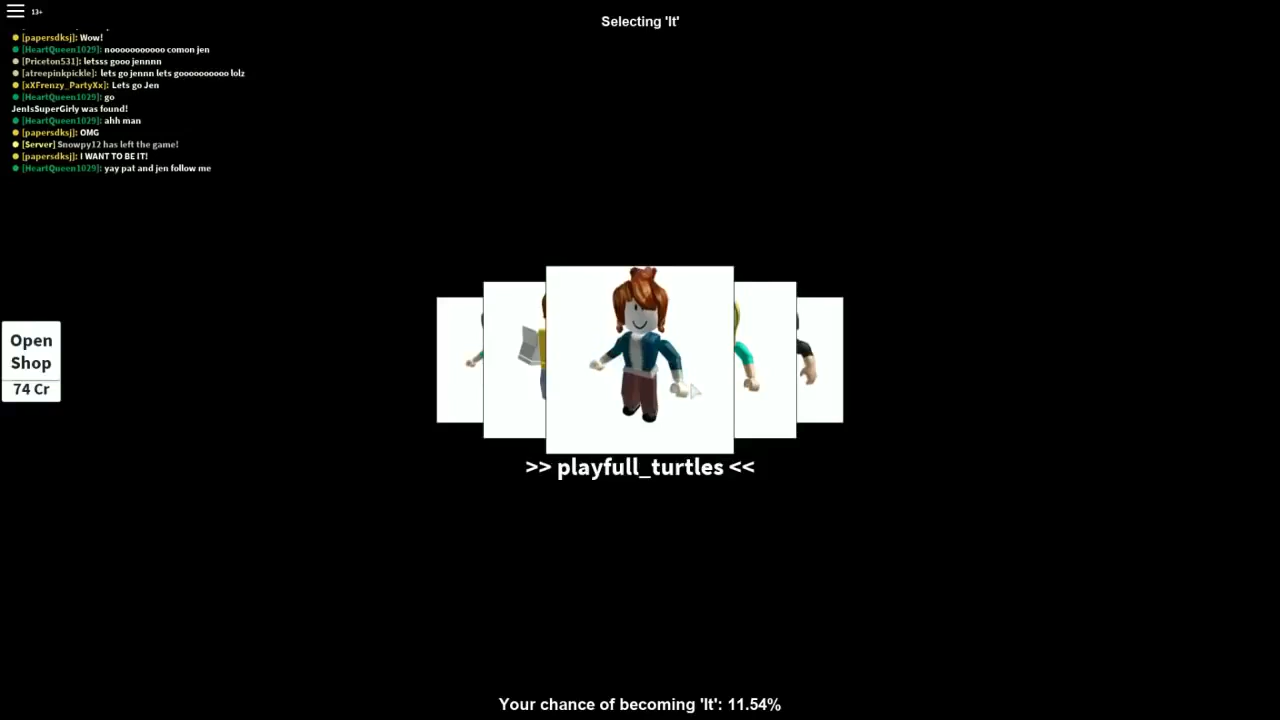 13+
Selecting 'It'
[papersdksj]: Wow!
[HeartQueen1029]: nooooooooooo comon jen
[Priceton531]: letsss gooo jennnn
[atreepinkpickle]: lets go jennn lets goooooooooo lolz
[xXFrenzy_PartyXx]: Lets go Jen
[HeartQueen1029]: go
JenIsSuperGirly was found!
[HeartQueen1029]: ahh man
[papersdksj]: OMG
[Server] Snowpy12 has left the game!
[papersdksj]: I WANT TO BE IT!
[HeartQueen1029]: yay pat and jen follow me
Open
Shop
74 Cr
>> playfull_turtles <<
Your chance of becoming 'It': 11.54%